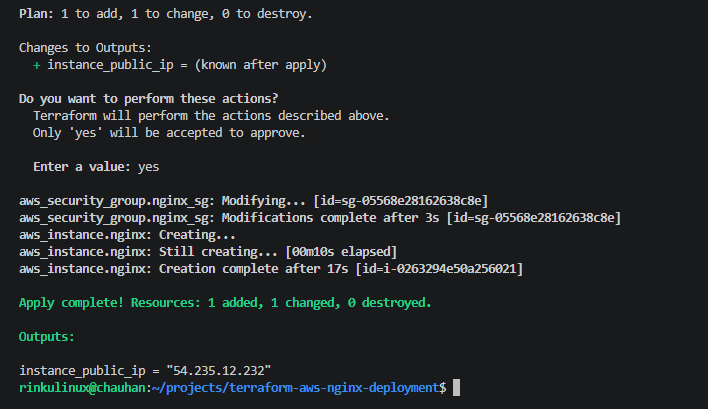 Plan: 1 to add, 1 to change, 0 to destroy.
Changes to Outputs:
+ instance_public_ip = (known after apply)
Do you want to perform these actions?
Terraform will perform the actions described above.
Only 'yes' will be accepted to approve.
Enter a value: yes
aws_security_group.nginx_sg: Modifying... [id=sg-05568e28162638c8e]
aws_security_group.nginx_sg: Modifications complete after 3s [id=sg-05568e28162638c8e]
aws_instance.nginx: Creating...
aws_instance.nginx: Still creating... [00m10s elapsed]
aws_instance.nginx: Creation complete after 17s [id=i-0263294e50a256021]
Apply complete! Resources: 1 added, 1 changed, 0 destroyed.
Outputs:
instance_public_ip = "54.235.12.232"
rinkulinux@chauhan:~/projects/terraform-aws-nginx-deployment$